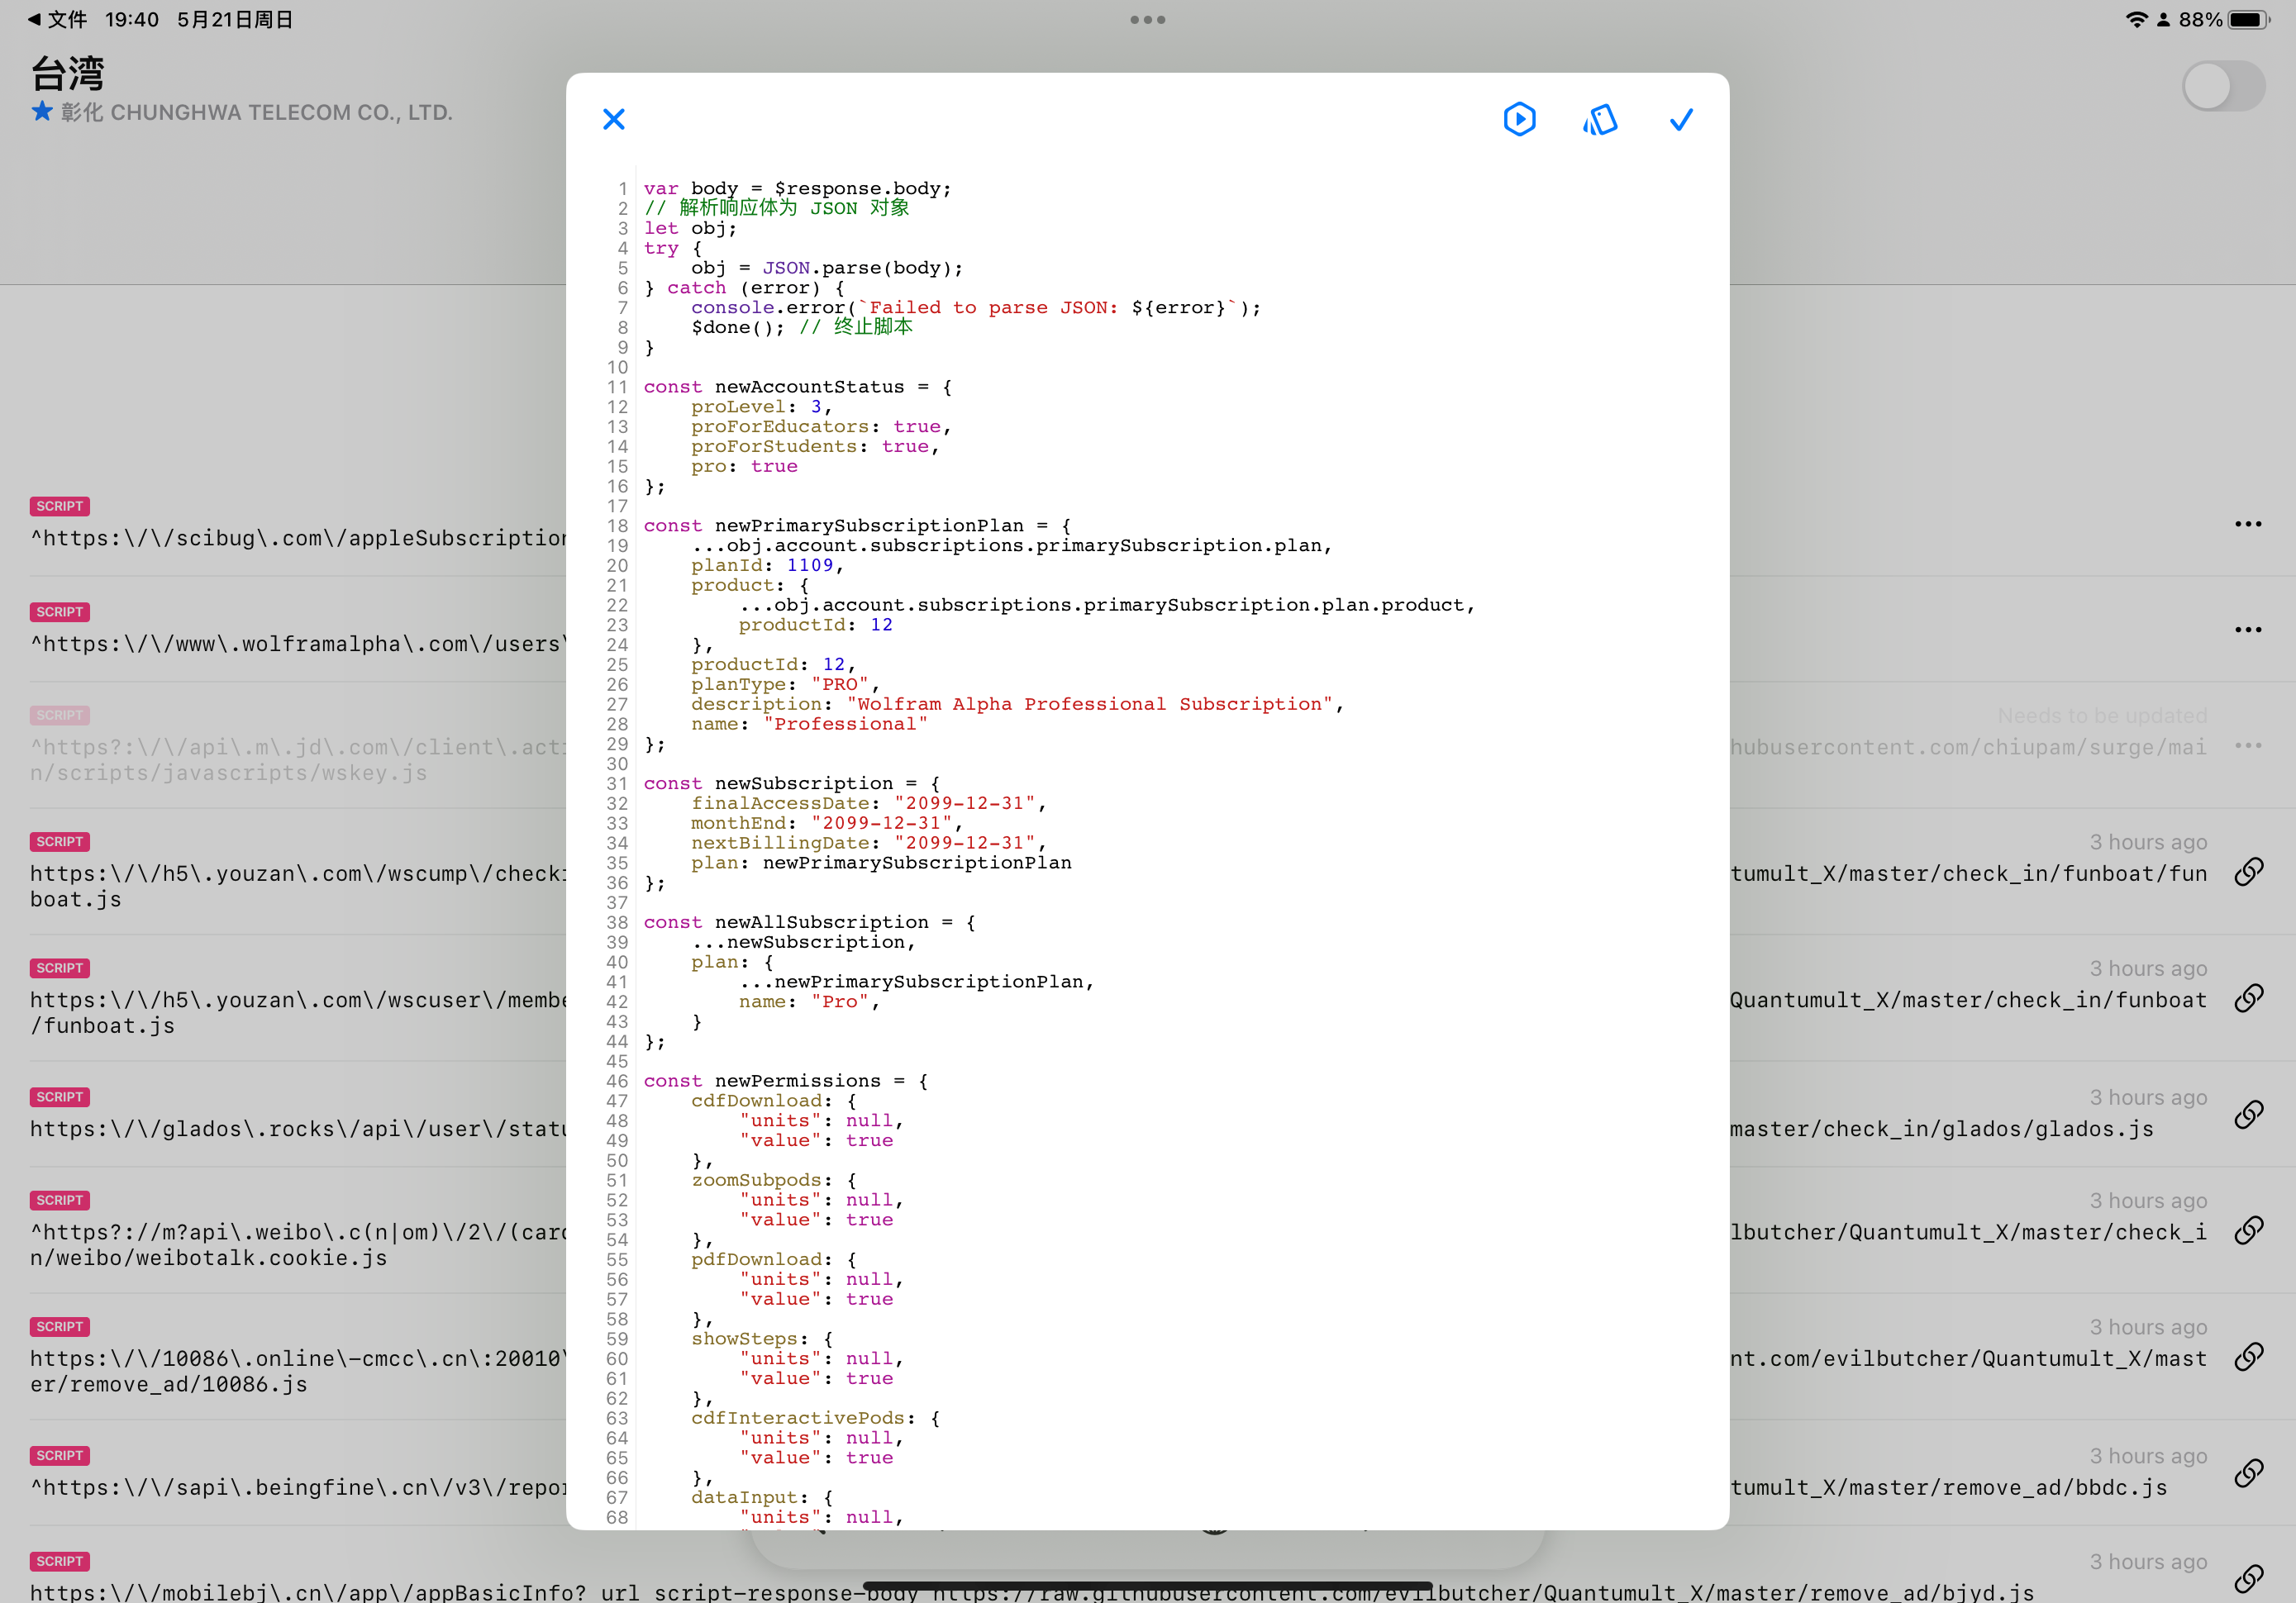 ◀ 文件 19:40 5月21日周日
88%
台湾
★ 彰化 CHUNGHWA TELECOM CO., LTD.
SCRIPT
^https:\/\/scibug\.com\/appleSubscription
SCRIPT
^https:\/\/www\.wolframalpha\.com\/users\
SCRIPT
Needs to be updated
^https?:\/\/api\.m\.jd\.com\/client\.acti
hubusercontent.com/chiupam/surge/mai
n/scripts/javascripts/wskey.js
SCRIPT
3 hours ago
https:\/\/h5\.youzan\.com\/wscump\/checki
tumult_X/master/check_in/funboat/fun
boat.js
SCRIPT
3 hours ago
https:\/\/h5\.youzan\.com\/wscuser\/membe
Quantumult_X/master/check_in/funboat
/funboat.js
SCRIPT
3 hours ago
https:\/\/glados\.rocks\/api\/user\/statu
master/check_in/glados/glados.js
SCRIPT
3 hours ago
^https?://m?api\.weibo\.c(n|om)\/2\/(card
lbutcher/Quantumult_X/master/check_i
n/weibo/weibotalk.cookie.js
SCRIPT
3 hours ago
https:\/\/10086\.online\-cmcc\.cn\:20010\
nt.com/evilbutcher/Quantumult_X/mast
er/remove_ad/10086.js
SCRIPT
3 hours ago
^https:\/\/sapi\.beingfine\.cn\/v3\/repor
tumult_X/master/remove_ad/bbdc.js
SCRIPT
3 hours ago
https:\/\/mobilebj\.cn\/app\/appBasicInfo? url script-response-body https://raw.githubusercontent.com/evilbutcher/Quantumult_X/master/remove_ad/bjyd.js
1 var body = $response.body;
2 // 解析响应体为 JSON 对象
3 let obj;
4 try {
5     obj = JSON.parse(body);
6 } catch (error) {
7     console.error(`Failed to parse JSON: ${error}`);
8     $done(); // 终止脚本
9 }
10
11 const newAccountStatus = {
12     proLevel: 3,
13     proForEducators: true,
14     proForStudents: true,
15     pro: true
16 };
17
18 const newPrimarySubscriptionPlan = {
19     ...obj.account.subscriptions.primarySubscription.plan,
20     planId: 1109,
21     product: {
22         ...obj.account.subscriptions.primarySubscription.plan.product,
23         productId: 12
24     },
25     productId: 12,
26     planType: "PRO",
27     description: "Wolfram Alpha Professional Subscription",
28     name: "Professional"
29 };
30
31 const newSubscription = {
32     finalAccessDate: "2099-12-31",
33     monthEnd: "2099-12-31",
34     nextBillingDate: "2099-12-31",
35     plan: newPrimarySubscriptionPlan
36 };
37
38 const newAllSubscription = {
39     ...newSubscription,
40     plan: {
41         ...newPrimarySubscriptionPlan,
42         name: "Pro",
43     }
44 };
45
46 const newPermissions = {
47     cdfDownload: {
48         "units": null,
49         "value": true
50     },
51     zoomSubpods: {
52         "units": null,
53         "value": true
54     },
55     pdfDownload: {
56         "units": null,
57         "value": true
58     },
59     showSteps: {
60         "units": null,
61         "value": true
62     },
63     cdfInteractivePods: {
64         "units": null,
65         "value": true
66     },
67     dataInput: {
68         "units": null,